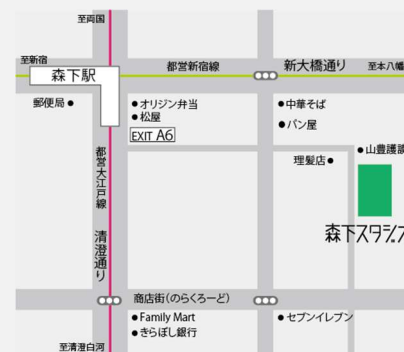 至両国
至新宿
森下駅
都営新宿線
新大橋通り
至本八幡
郵便局
オリジン弁当
松屋
EXIT A6
中華そば
パン屋
理髪店
山豊護謨
都営大江戸線
森下スタジオ
清澄通り
商店街(のらくろーど)
Family Mart
きらぼし銀行
セブンイレブン
至清澄白河